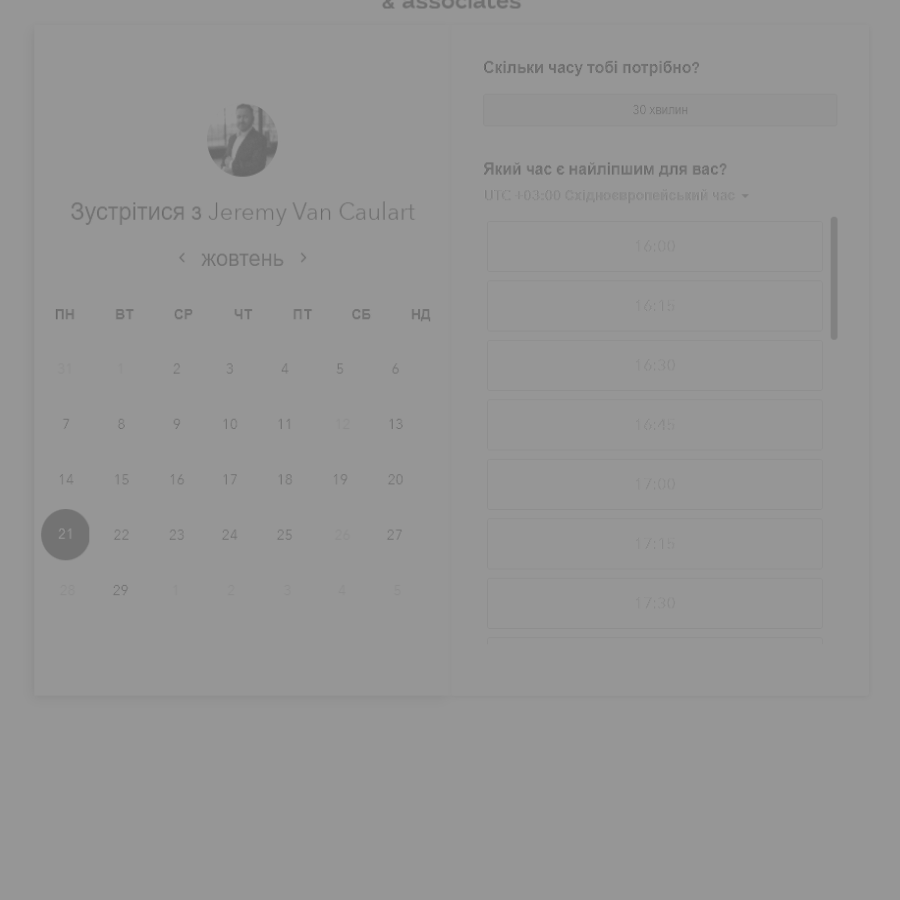 & associates
Зустрітися з Jeremy Van Caulart
жовтень
ПН ВТ СР ЧТ ПТ СБ НД
31 1 2 3 4 5 6
7 8 9 10 11 12 13
14 15 16 17 18 19 20
21 22 23 24 25 26 27
28 29 1 2 3 4 5
Скільки часу тобі потрібно?
30 хвилин
Який час є найліпшим для вас?
UTC +03:00 Східноєвропейський час
16:00
16:15
16:30
16:45
17:00
17:15
17:30